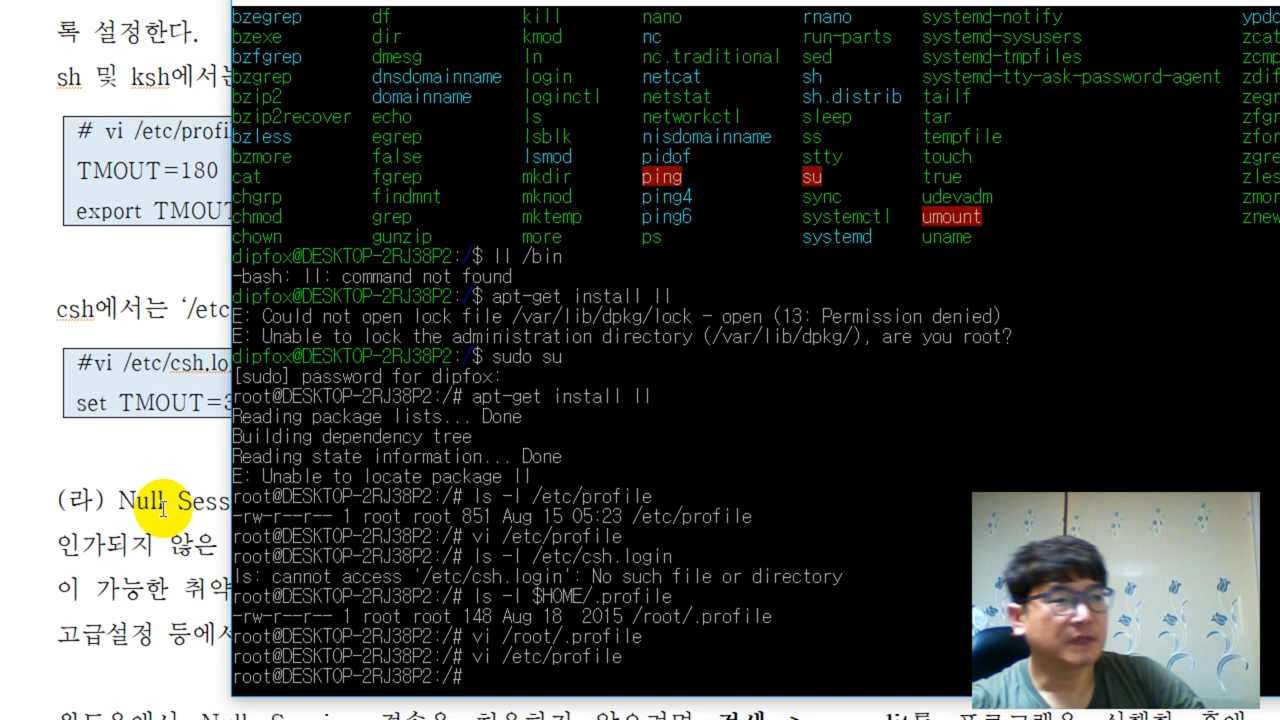 록 설정한다.
sh 및 ksh에서는
# vi /etc/profi
TMOUT=180
export TMOUT
csh에서는 ‘/etc
#vi /etc/csh.lo
set TMOUT=3
(라) Null Sess
인가되지 않은
이 가능한 취약
고급설정 등에서
bzegrep df kill nano rnano systemd-notify ypdo
bzexe dir kmod nc run-parts systemd-sysusers zcat
bzfgrep dmesg ln nc.traditional sed systemd-tmpfiles zcmp
bzgrep dnsdomainname login netcat sh systemd-tty-ask-password-agent zdif
bzip2 domainname loginctl netstat sh.distrib tailf zegr
bzip2recover echo ls networkctl sleep tar zfgr
bzless egrep lsblk nisdomainname ss tempfile zfor
bzmore false lsmod pidof stty touch zgre
cat fgrep mkdir ping su true zles
chgrp findmnt mknod ping4 sync udevadm zmor
chmod grep mktemp ping6 systemctl umount znew
chown gunzip more ps systemd uname
dipfox@DESKTOP-2RJ38P2:/$ ll /bin
-bash: ll: command not found
dipfox@DESKTOP-2RJ38P2:/$ apt-get install ll
E: Could not open lock file /var/lib/dpkg/lock - open (13: Permission denied)
E: Unable to lock the administration directory (/var/lib/dpkg/), are you root?
dipfox@DESKTOP-2RJ38P2:/$ sudo su
[sudo] password for dipfox:
root@DESKTOP-2RJ38P2:/# apt-get install ll
Reading package lists... Done
Building dependency tree
Reading state information... Done
E: Unable to locate package ll
root@DESKTOP-2RJ38P2:/# ls -l /etc/profile
-rw-r--r-- 1 root root 851 Aug 15 05:23 /etc/profile
root@DESKTOP-2RJ38P2:/# vi /etc/profile
root@DESKTOP-2RJ38P2:/# ls -l /etc/csh.login
ls: cannot access '/etc/csh.login': No such file or directory
root@DESKTOP-2RJ38P2:/# ls -l $HOME/.profile
-rw-r--r-- 1 root root 148 Aug 18 2015 /root/.profile
root@DESKTOP-2RJ38P2:/# vi /root/.profile
root@DESKTOP-2RJ38P2:/# vi /etc/profile
root@DESKTOP-2RJ38P2:/#